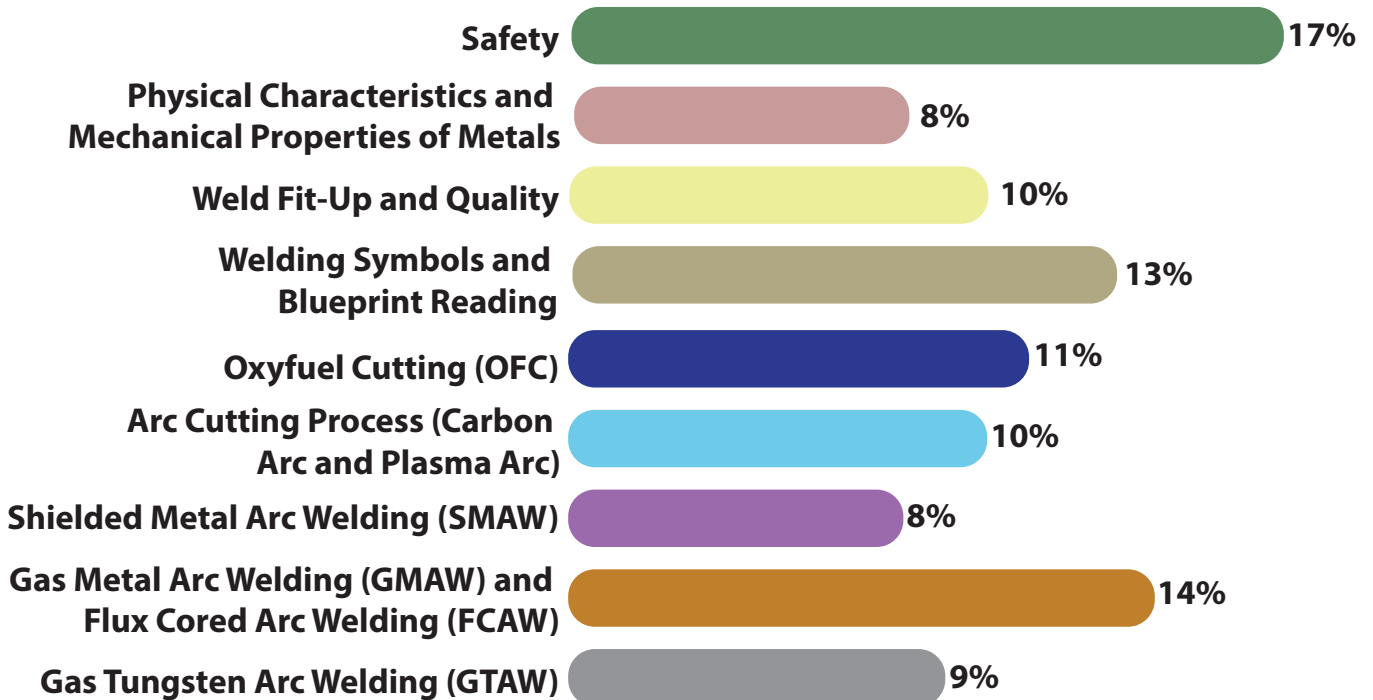 Safety 17%
Physical Characteristics and
Mechanical Properties of Metals 8%
Weld Fit-Up and Quality 10%
Welding Symbols and
Blueprint Reading 13%
Oxyfuel Cutting (OFC) 11%
Arc Cutting Process (Carbon
Arc and Plasma Arc) 10%
Shielded Metal Arc Welding (SMAW) 8%
Gas Metal Arc Welding (GMAW) and
Flux Cored Arc Welding (FCAW) 14%
Gas Tungsten Arc Welding (GTAW) 9%